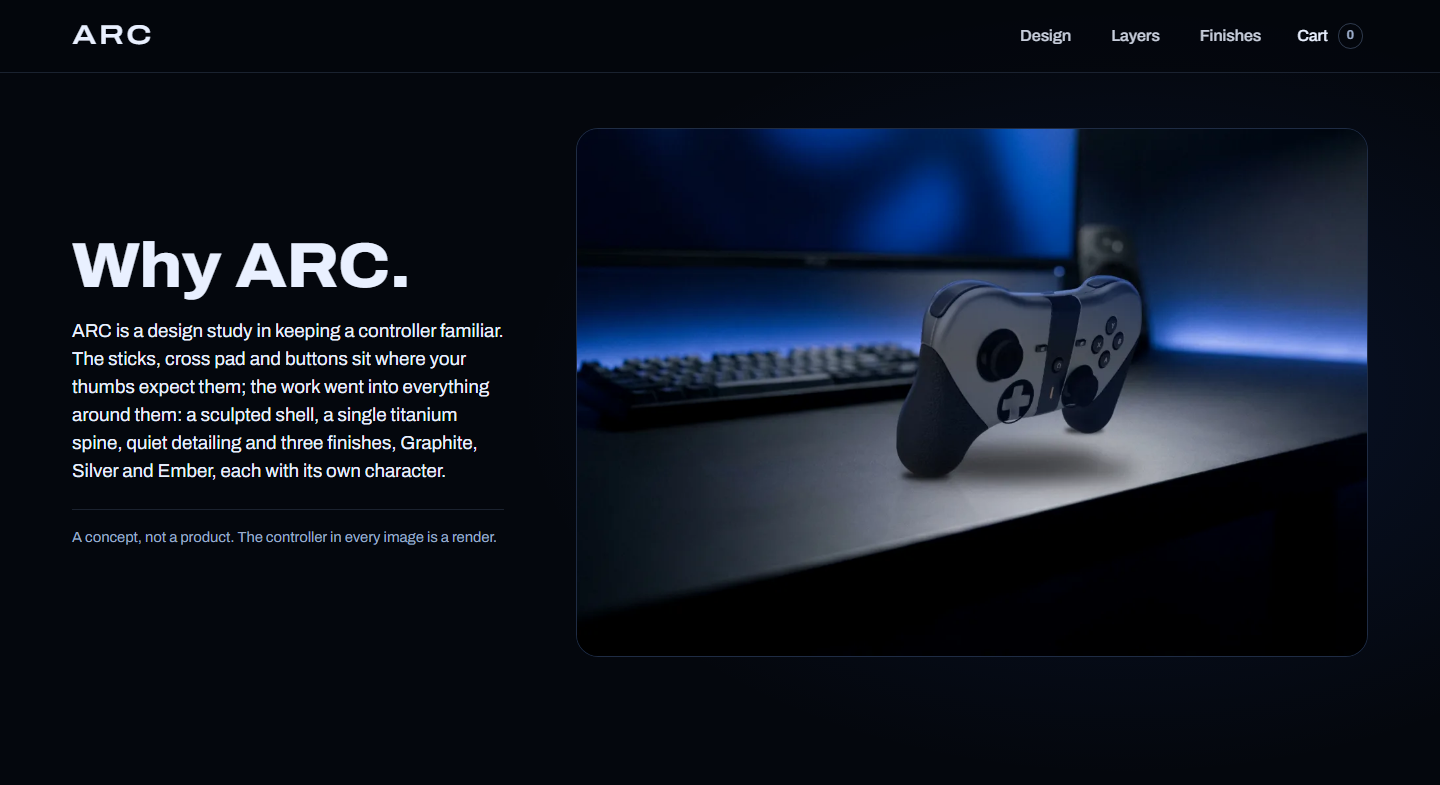 ARC
Design
Layers
Finishes
Cart
0
Why ARC.
ARC is a design study in keeping a controller familiar.
The sticks, cross pad and buttons sit where your
thumbs expect them; the work went into everything
around them: a sculpted shell, a single titanium
spine, quiet detailing and three finishes, Graphite,
Silver and Ember, each with its own character.
A concept, not a product. The controller in every image is a render.